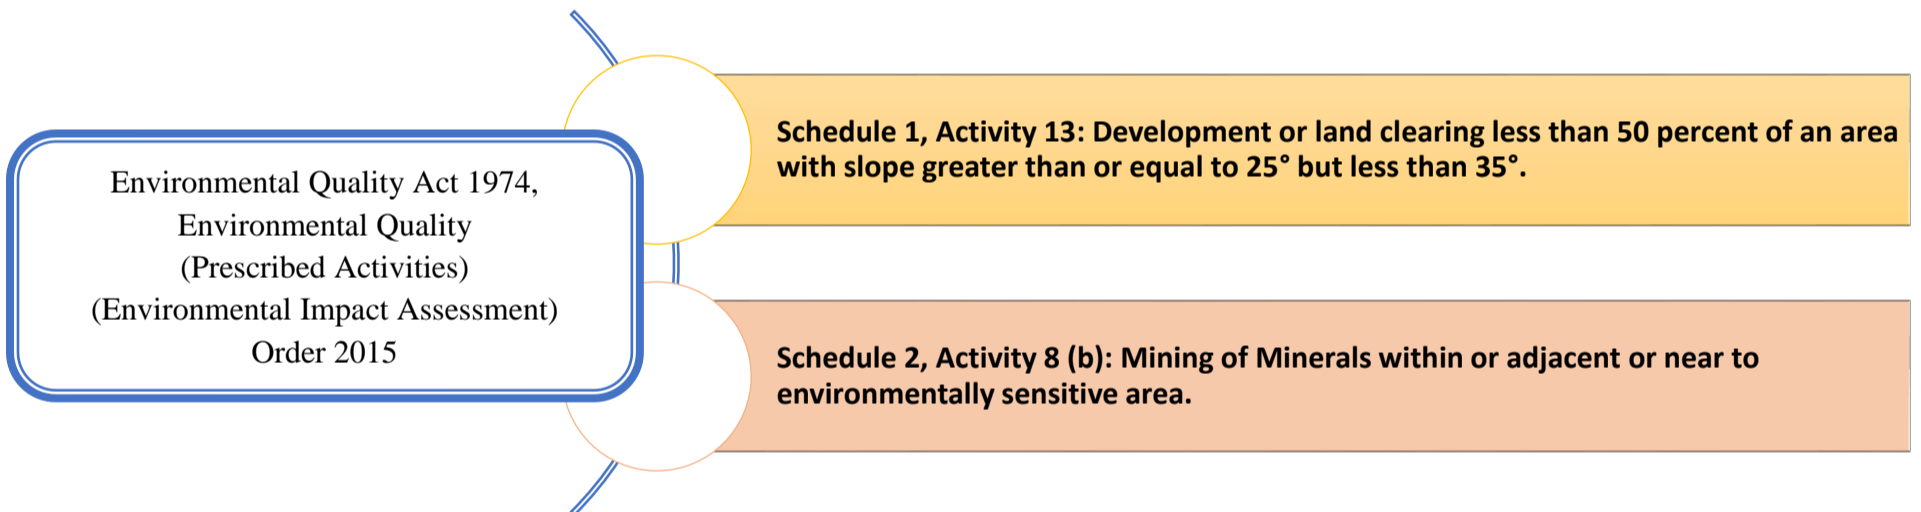 Environmental Quality Act 1974,
Environmental Quality
(Prescribed Activities)
(Environmental Impact Assessment)
Order 2015
Schedule 1, Activity 13: Development or land clearing less than 50 percent of an area
with slope greater than or equal to 25° but less than 35°.
Schedule 2, Activity 8 (b): Mining of Minerals within or adjacent or near to
environmentally sensitive area.